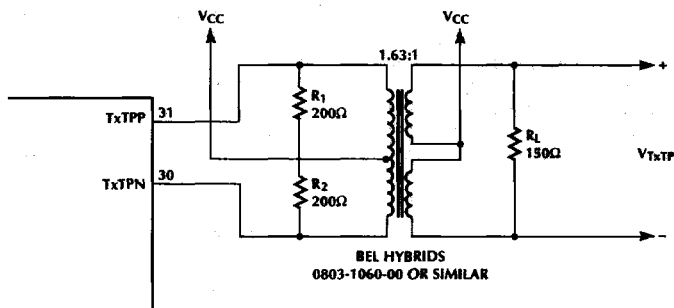 VCC
VCC
1.63:1
TxTPP
31
R1
200Ω
RL
150Ω
+
VTxTP
TxTPN
30
R2
200Ω
−
BEL HYBRIDS
0803-1060-00 OR SIMILAR